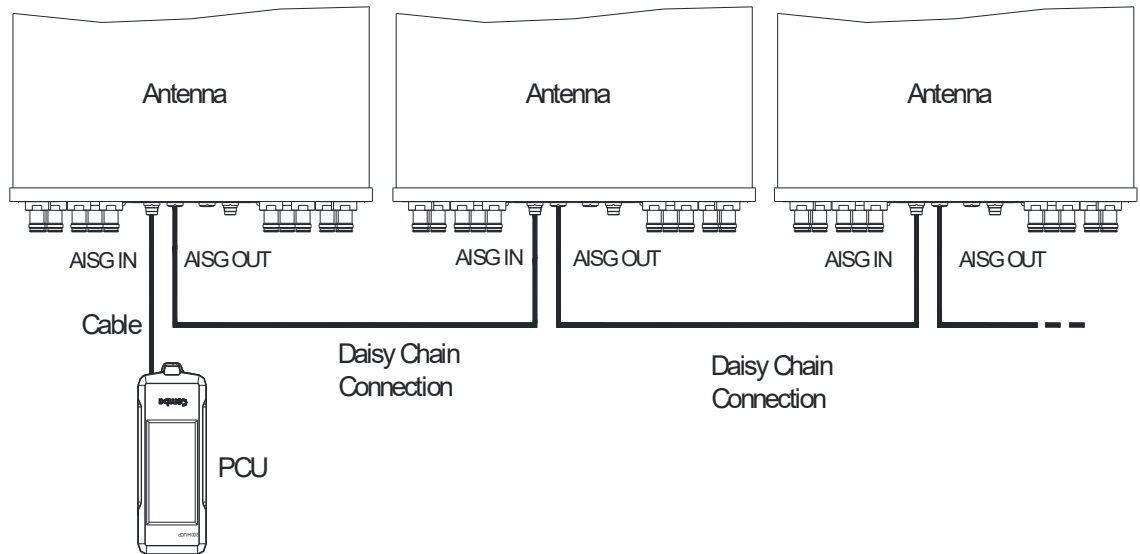 Antenna
Antenna
Antenna
AISG IN
AISG OUT
AISG IN
AISG OUT
AISG IN
AISG OUT
Cable
Daisy Chain
Connection
Daisy Chain
Connection
Comba
PCU